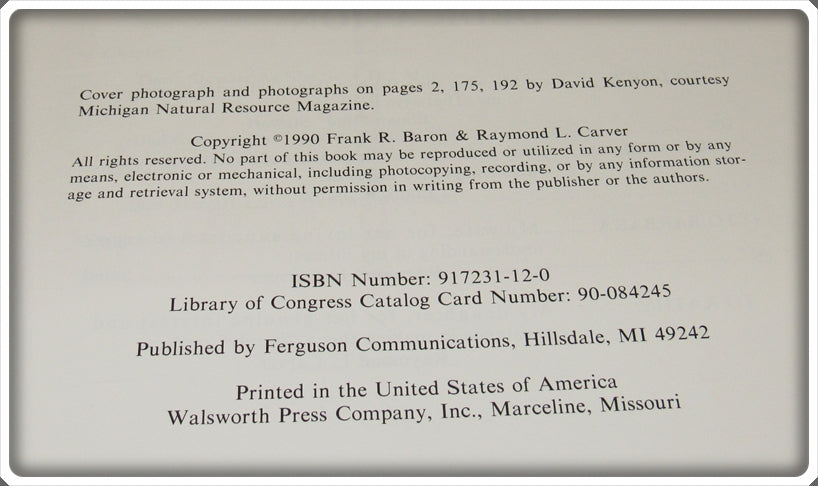 Cover photograph and photographs on pages 2, 175, 192 by David Kenyon, courtesy
Michigan Natural Resource Magazine.
Copyright ©1990 Frank R. Baron & Raymond L. Carver
All rights reserved. No part of this book may be reproduced or utilized in any form or by any
means, electronic or mechanical, including photocopying, recording, or by any information stor-
age and retrieval system, without permission in writing from the publisher or the authors.
ISBN Number: 917231-12-0
Library of Congress Catalog Card Number: 90-084245
Published by Ferguson Communications, Hillsdale, MI 49242
Printed in the United States of America
Walsworth Press Company, Inc., Marceline, Missouri